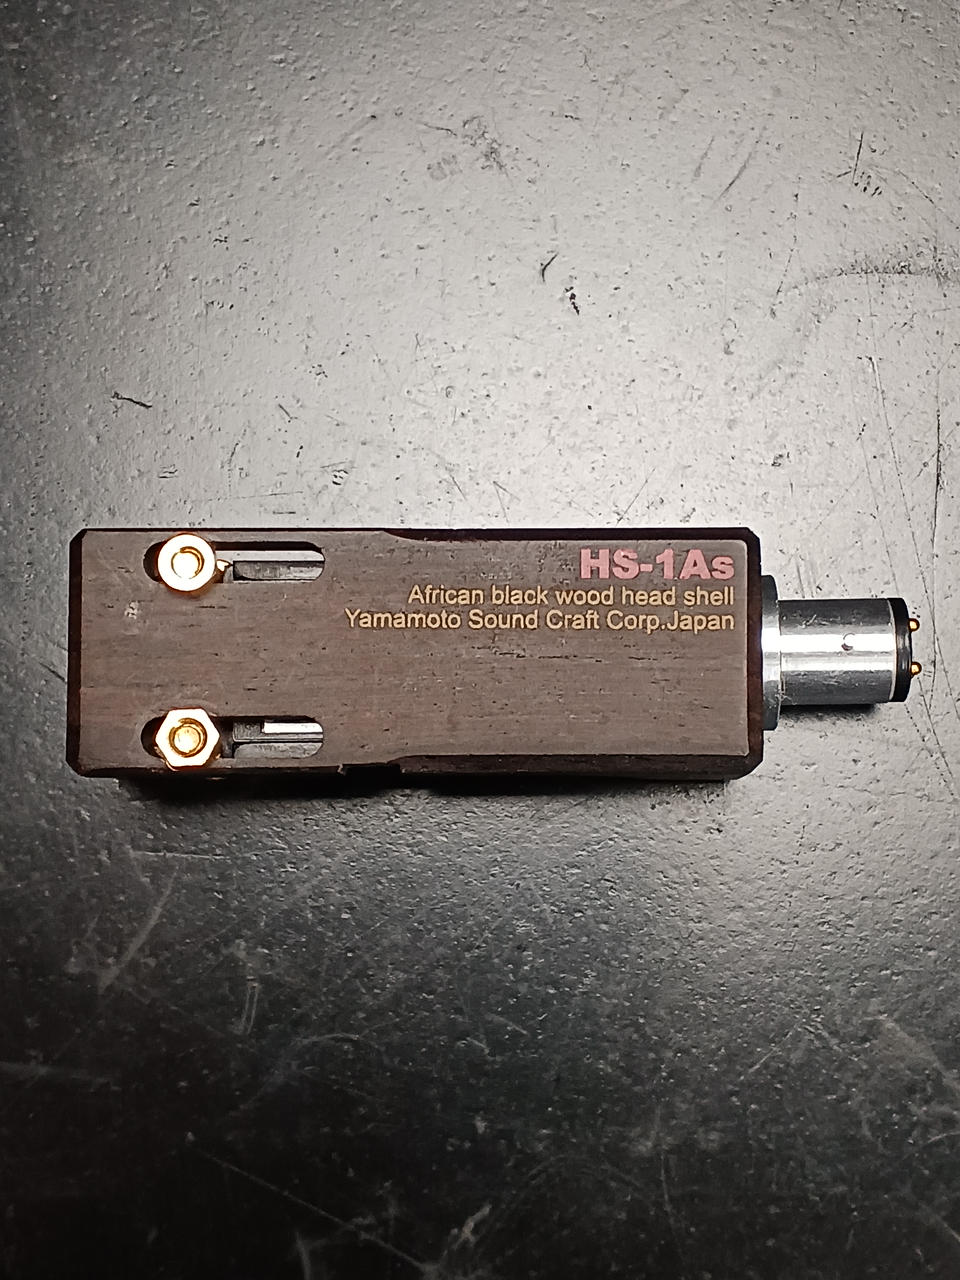 HS-1As
African black wood head shell
Yamamoto Sound Craft Corp.Japan